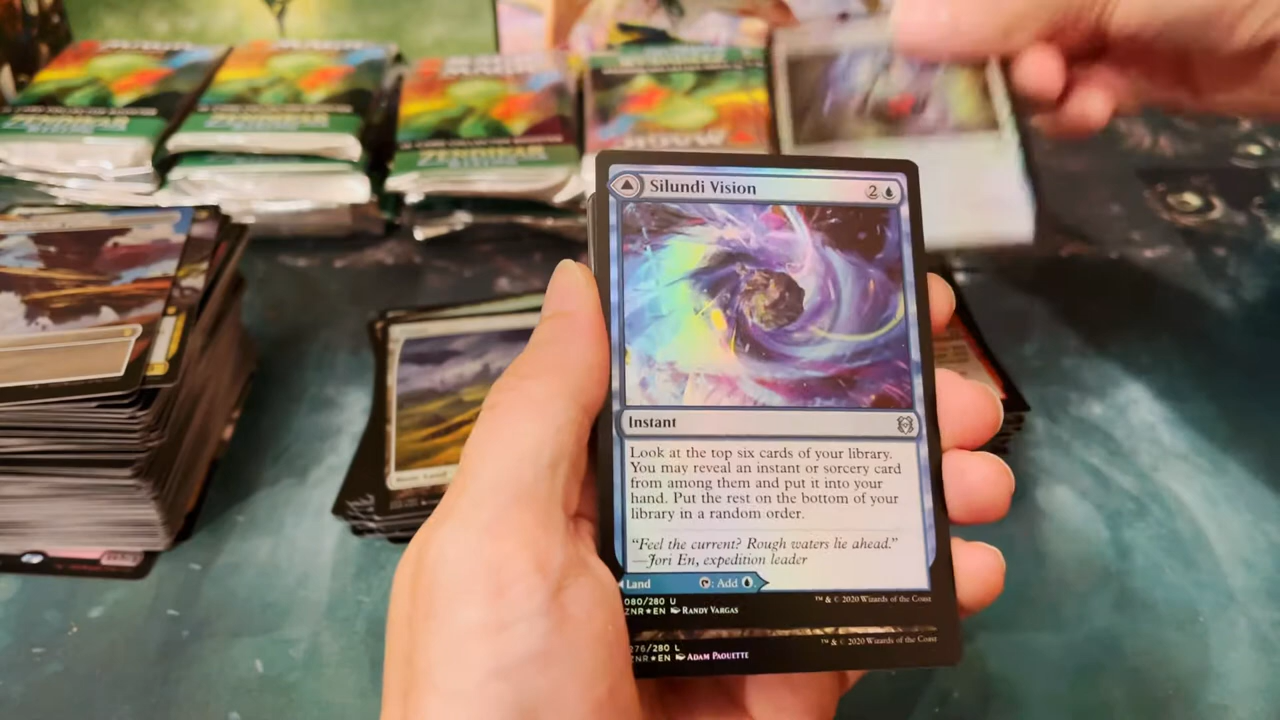 ZENDIKAR
ZENDIKAR
ZENDIKAR
Silundi Vision
2
Instant
Look at the top six cards of your library.
You may reveal an instant or sorcery card
from among them and put it into your
hand. Put the rest on the bottom of your
library in a random order.
“Feel the current? Rough waters lie ahead.”
—Jori En, expedition leader
Land
: Add
080/280 U
ZNR★EN RANDY VARGAS
™ & © 2020 Wizards of the Coast
276/280 L
ZNR★EN ADAM PAQUETTE
™ & © 2020 Wizards of the Coast